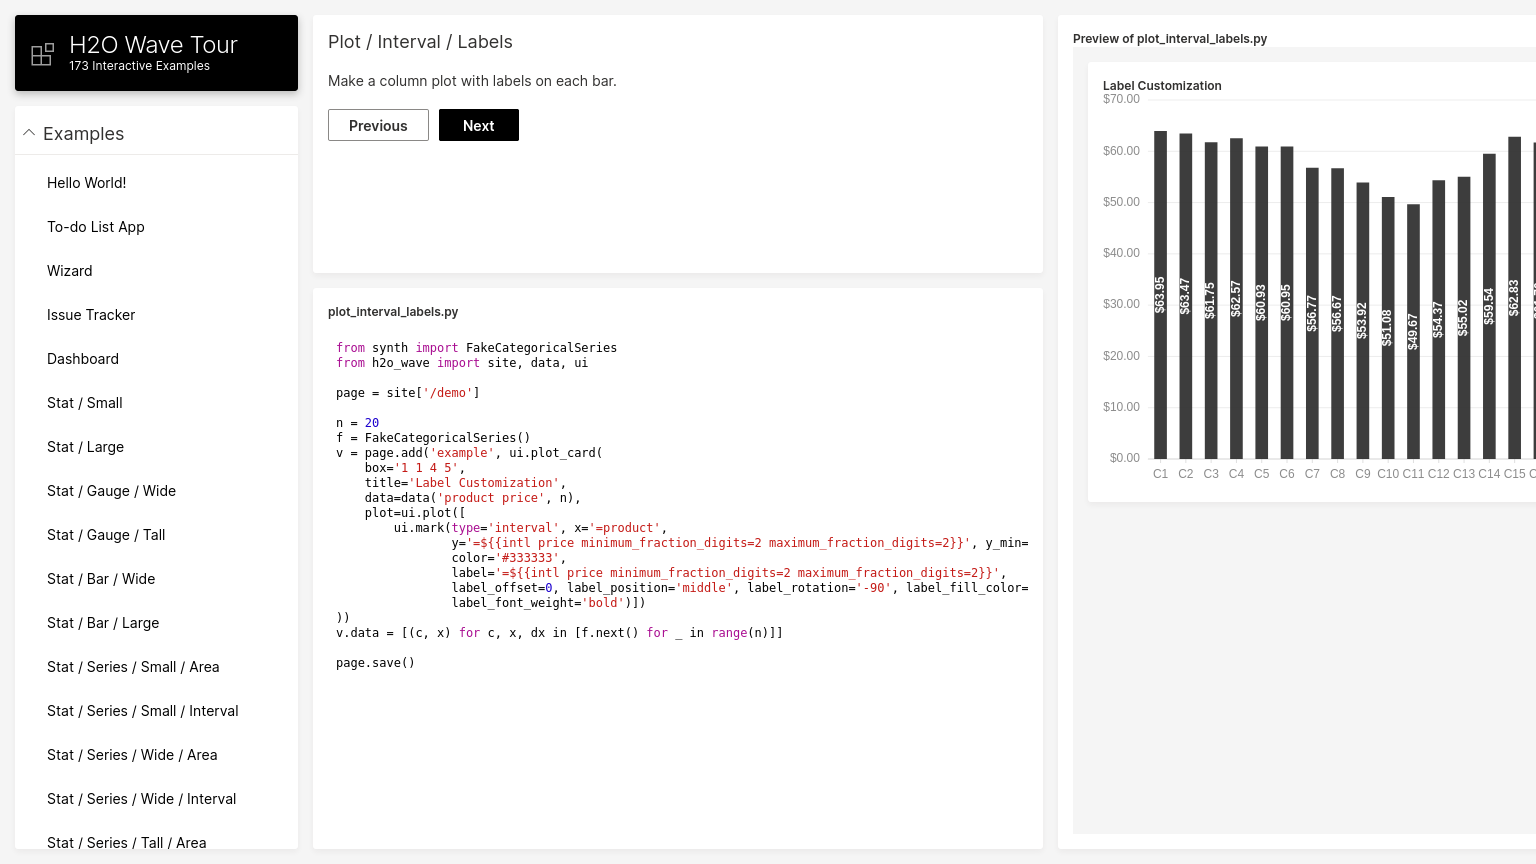 H2O Wave Tour
173 Interactive Examples
Examples
Hello World!
To-do List App
Wizard
Issue Tracker
Dashboard
Stat / Small
Stat / Large
Stat / Gauge / Wide
Stat / Gauge / Tall
Stat / Bar / Wide
Stat / Bar / Large
Stat / Series / Small / Area
Stat / Series / Small / Interval
Stat / Series / Wide / Area
Stat / Series / Wide / Interval
Stat / Series / Tall / Area
Plot / Interval / Labels
Make a column plot with labels on each bar.
Previous
Next
plot_interval_labels.py
from synth import FakeCategoricalSeries
from h2o_wave import site, data, ui
page = site['/demo']
n = 20
f = FakeCategoricalSeries()
v = page.add('example', ui.plot_card(
    box='1 1 4 5',
    title='Label Customization',
    data=data('product price', n),
    plot=ui.plot([
        ui.mark(type='interval', x='=product',
                y='=${{intl price minimum_fraction_digits=2 maximum_fraction_digits=2}}', y_min=
                color='#333333',
                label='=${{intl price minimum_fraction_digits=2 maximum_fraction_digits=2}}',
                label_offset=0, label_position='middle', label_rotation='-90', label_fill_color=
                label_font_weight='bold')])
))
v.data = [(c, x) for c, x, dx in [f.next() for _ in range(n)]]
page.save()
Preview of plot_interval_labels.py
Label Customization
$70.00
$60.00
$50.00
$40.00
$30.00
$20.00
$10.00
$0.00
$63.95
$63.47
$61.75
$62.57
$60.93
$60.95
$56.77
$56.67
$53.92
$51.08
$49.67
$54.37
$55.02
$59.54
$62.83
C1 C2 C3 C4 C5 C6 C7 C8 C9 C10 C11 C12 C13 C14 C15